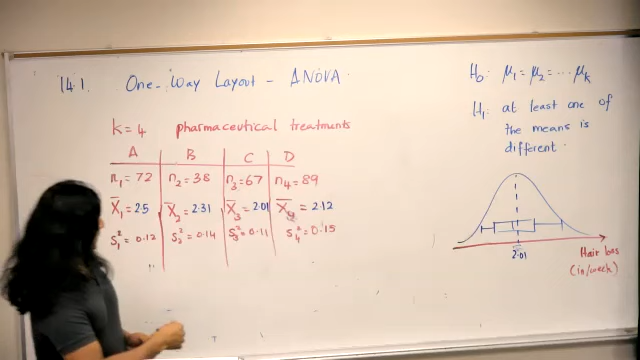 14.1. One-Way Layout - ANOVA
k=4 pharmaceutical treatments
A B C D
n₁ = 72 n₂ = 38 n₃ = 67 n₄ = 89
X̄₁ = 2.5 X̄₂ = 2.31 X̄₃ = 2.01 X̄₄ = 2.12
S₁² = 0.12 S₂² = 0.14 S₃² = 0.11 S₄² = 0.15
H₀: μ₁ = μ₂ = ... μk
H₁: at least one of
the means is
different.
2.01
Hair loss
(in/week)